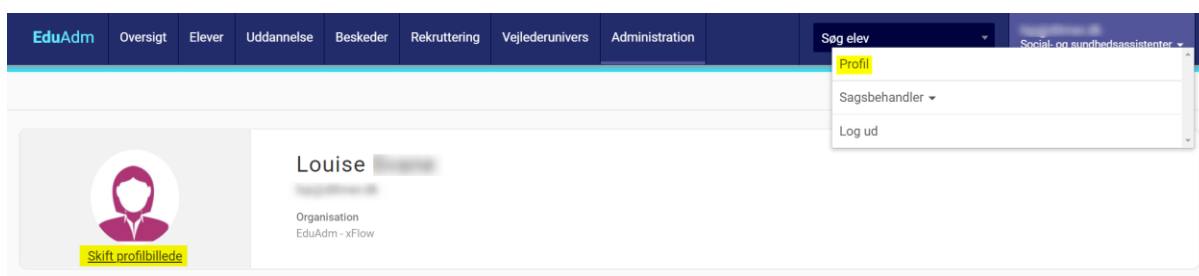 EduAdm Oversigt Elever Uddannelse Beskeder Rekruttering Vejlederunivers Administration Søg elev
Social- og sundhedsassistenter
Profil
Sagsbehandler
Log ud
Louise
Organisation
EduAdm - xFlow
Skift profilbillede